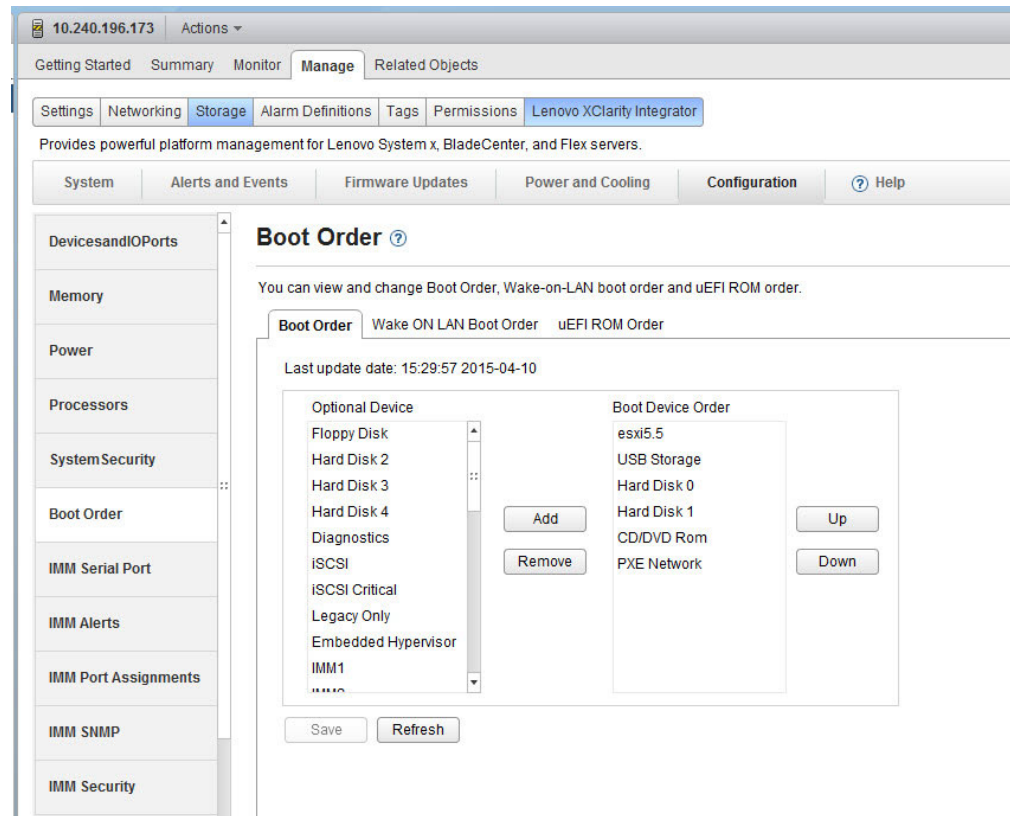 10.240.196.173 Actions
Getting Started Summary Monitor Manage Related Objects
Settings Networking Storage Alarm Definitions Tags Permissions Lenovo XClarity Integrator
Provides powerful platform management for Lenovo System x, BladeCenter, and Flex servers.
System Alerts and Events Firmware Updates Power and Cooling Configuration ? Help
DevicesandIOPorts
Memory
Power
Processors
SystemSecurity
Boot Order
IMM Serial Port
IMM Alerts
IMM Port Assignments
IMM SNMP
IMM Security
Boot Order ?
You can view and change Boot Order, Wake-on-LAN boot order and uEFI ROM order.
Boot Order Wake ON LAN Boot Order uEFI ROM Order
Last update date: 15:29:57 2015-04-10
Optional Device
Floppy Disk
Hard Disk 2
Hard Disk 3
Hard Disk 4
Diagnostics
iSCSI
iSCSI Critical
Legacy Only
Embedded Hypervisor
IMM1
Add
Remove
Boot Device Order
esxi5.5
USB Storage
Hard Disk 0
Hard Disk 1
CD/DVD Rom
PXE Network
Up
Down
Save Refresh